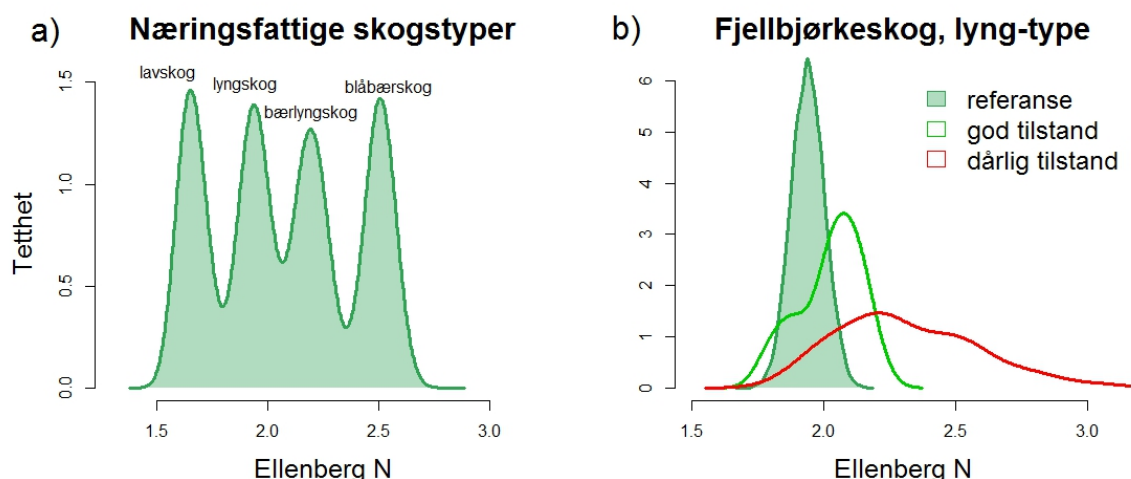 a) Næringsfattige skogstyper
lavskog
lyngskog
bærlyngskog
blåbærskog
Tetthet
1.5
1.0
0.5
0.0
1.5 2.0 2.5 3.0
Ellenberg N
b) Fjellbjørkeskog, lyng-type
referanse
god tilstand
dårlig tilstand
6
5
4
3
2
1
0
1.5 2.0 2.5 3.0
Ellenberg N